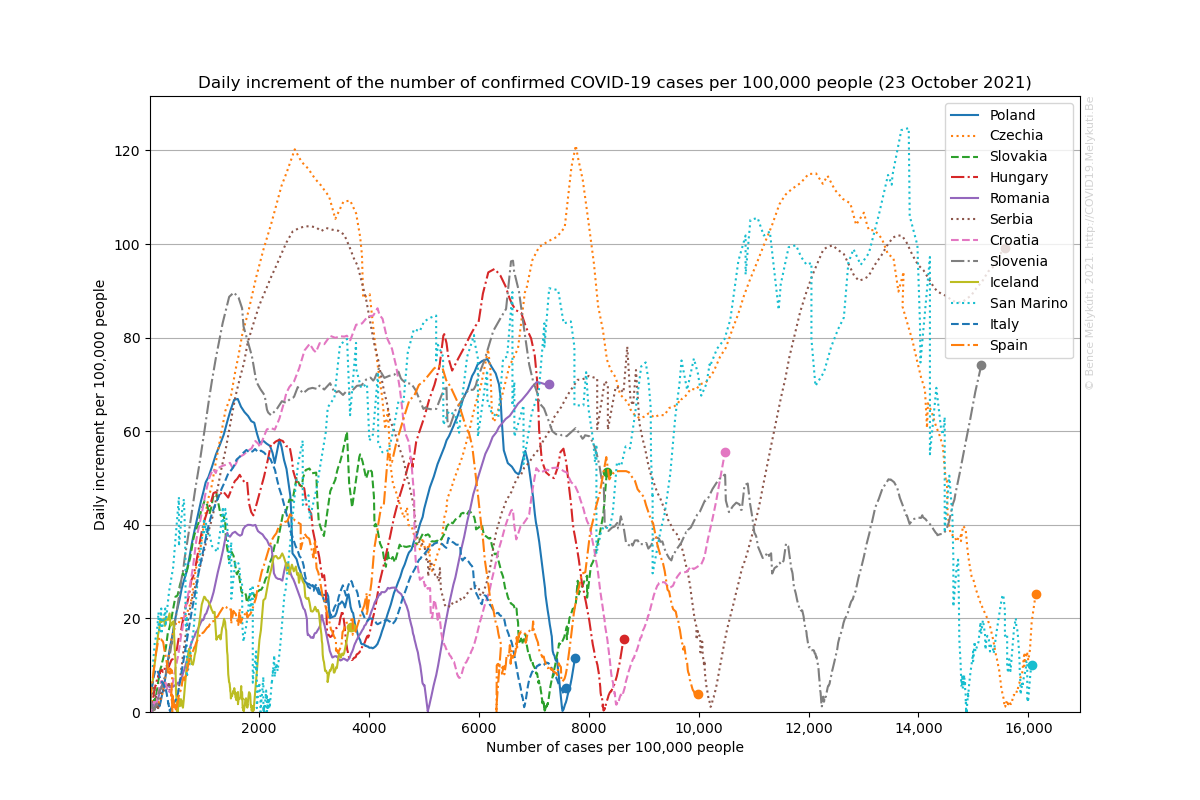 Daily increment of the number of confirmed COVID-19 cases per 100,000 people (23 October 2021)
Daily increment per 100,000 people
120
100
80
60
40
20
0
2000
4000
6000
8000
10,000
12,000
14,000
16,000
Number of cases per 100,000 people
Poland
Czechia
Slovakia
Hungary
Romania
Serbia
Croatia
Slovenia
Iceland
San Marino
Italy
Spain
© Bence Mélykúti, 2021 http://COVID19.Melykuti.Be